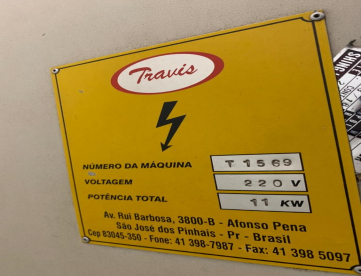 Travis
NÚMERO DA MÁQUINA T 1569
VOLTAGEM 220 V
POTÊNCIA TOTAL 11 KW
Av. Rui Barbosa, 3800-B - Afonso Pena
São José dos Pinhais - Pr - Brasil
Cep 83045-350 - Fone: 41 398-7987 - Fax: 41 398 5097